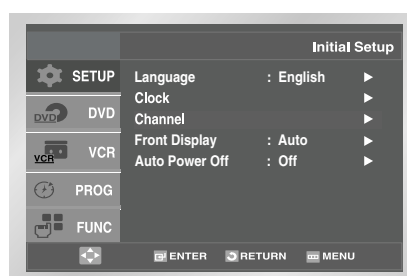 Initial Setup
SETUP
Language : English ►
Clock ►
DVD DVD
Channel ►
Front Display : Auto ►
VCR VCR
Auto Power Off : Off ►
PROG
FUNC
ENTER RETURN MENU